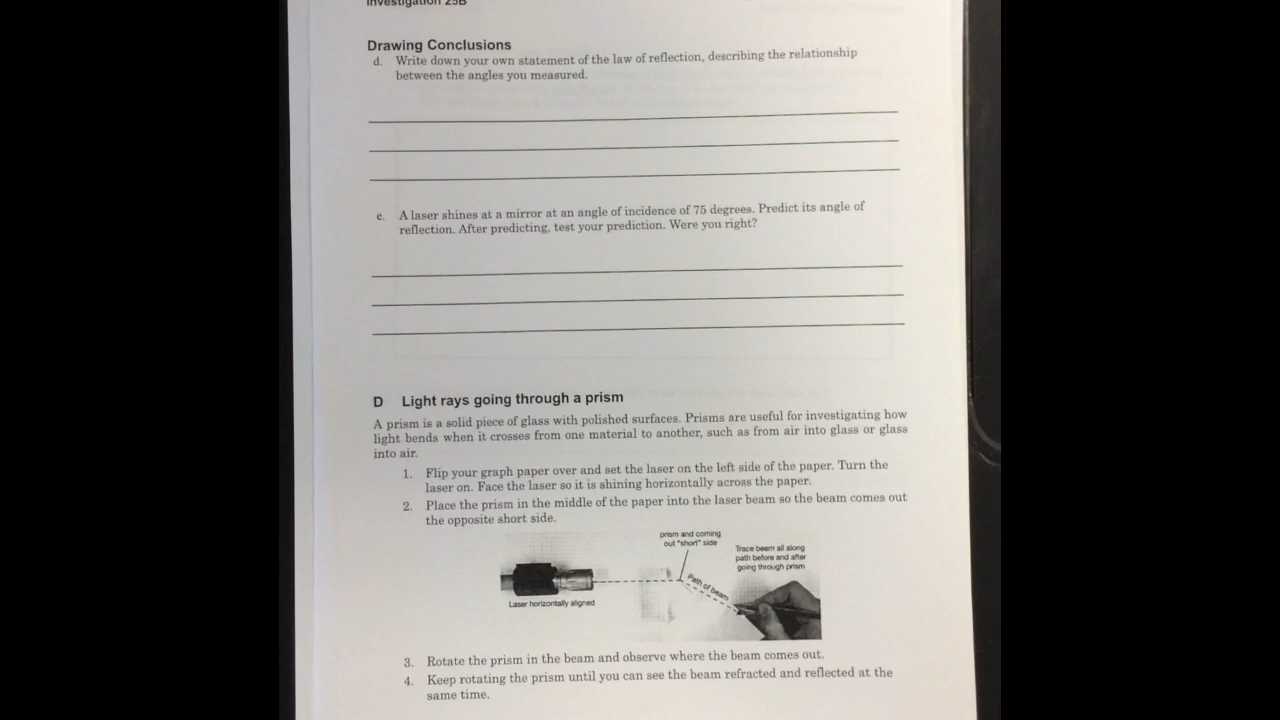 Investigation 25B
Drawing Conclusions
d. Write down your own statement of the law of reflection, describing the relationship
between the angles you measured.
e. A laser shines at a mirror at an angle of incidence of 75 degrees. Predict its angle of
reflection. After predicting, test your prediction. Were you right?
D Light rays going through a prism
A prism is a solid piece of glass with polished surfaces. Prisms are useful for investigating how
light bends when it crosses from one material to another, such as from air into glass or glass
into air.
1. Flip your graph paper over and set the laser on the left side of the paper. Turn the
laser on. Face the laser so it is shining horizontally across the paper.
2. Place the prism in the middle of the paper into the laser beam so the beam comes out
the opposite short side.
prism and coming
out "short" side
Trace beam all along
path before and after
going through prism
Path of beam
Laser horizontally aligned
3. Rotate the prism in the beam and observe where the beam comes out.
4. Keep rotating the prism until you can see the beam refracted and reflected at the
same time.